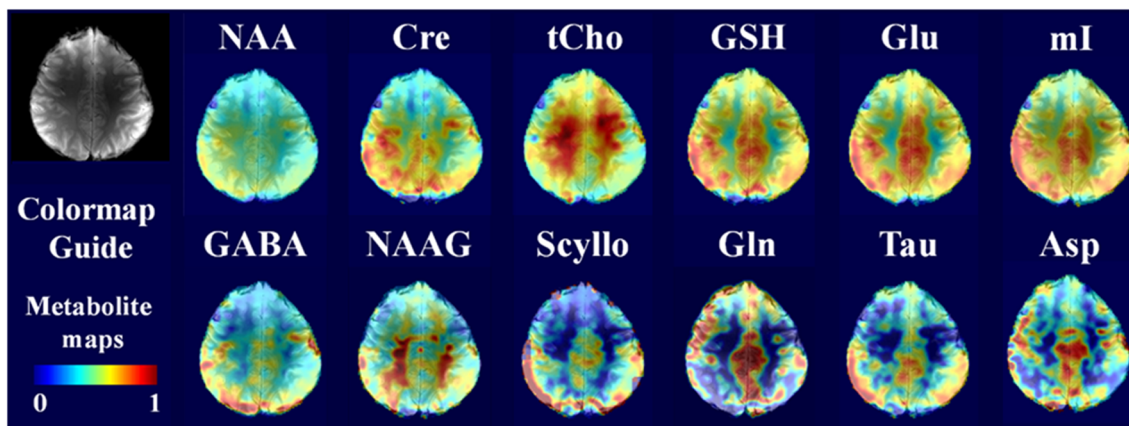 NAA Cre tCho GSH Glu mI
Colormap
Guide
GABA NAAG Scyllo Gln Tau Asp
Metabolite
maps
0 1